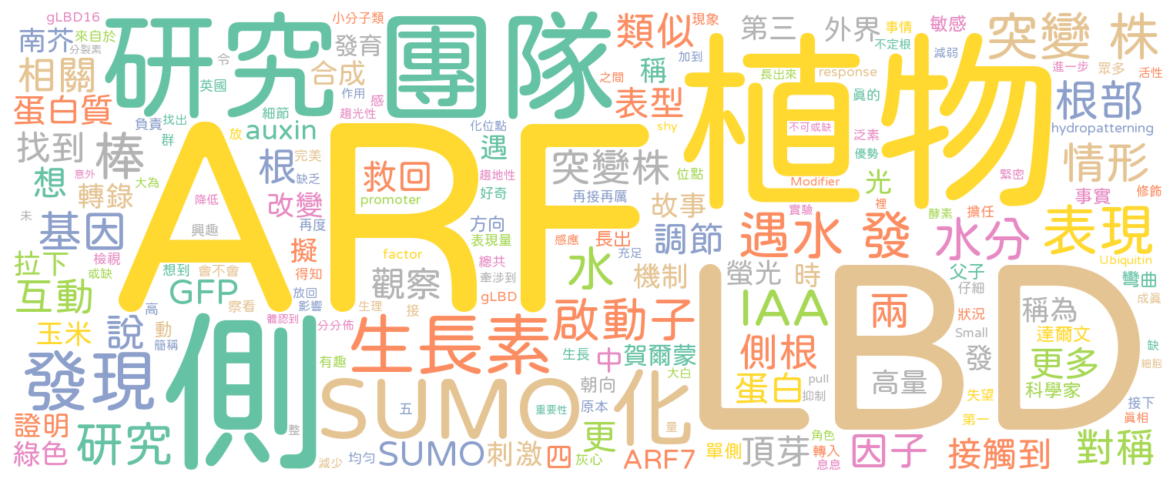 gLBD16
小分子類
現象
事情
敏感
南芥
來自於
分裂素
研究
團隊
類似
第三
外界
不定根
突變
株
令
發育
加到
減弱
進一步
眾多
活性
相關
英國
合成
作用
之間
稱
長出來
response
植物
真的
根部
蛋白質
負責
找出
細節
趨光性
感
表型
化位點
shy
不可或缺
泛素
hydropatterning
群
放
auxin
遇
優勢
找到
棒
根
完美
缺乏
救回
趨地性
突變株
位點
情形
緊密
想
意外
大為
轉錄
ARF
promoter
好奇
再接再厲
Modifier
光
裡
事實
修飾
降低
改變
故事
實驗
酵素
擔任
未
基因
興趣
再度
方向
表現量
感應
長出
調節
遇水
發
水分
表現
檢視
擬
factor
總共
充足
Ubiquitin
拉下
或缺
想到
會不會
得知
觀察
牽涉到
水
機制
螢光
時
父子
仔細
彎曲
互動
GFP
察看
放回
影響
gLBD
IAA
兩
LBD
成真
高
體認到
生理
接
啟動子
狀況
稱為
玉米
說
動
簡稱
分分佈
生長素
Small
達爾文
缺
側
有趣
生長
中
賀爾蒙
側根
發
更多
細胞
發現
SUMO
化
朝向
大白
蛋白
pull
抑制
高量
失望
科學家
證明
整
五
重要性
原本
量
第一
接下
真相
綠色
研究
減少
均勻
SUMO
刺激
四
更
灰心
ARF7
單側
頂芽
角色
轉入
息息
因子
接觸到
對稱